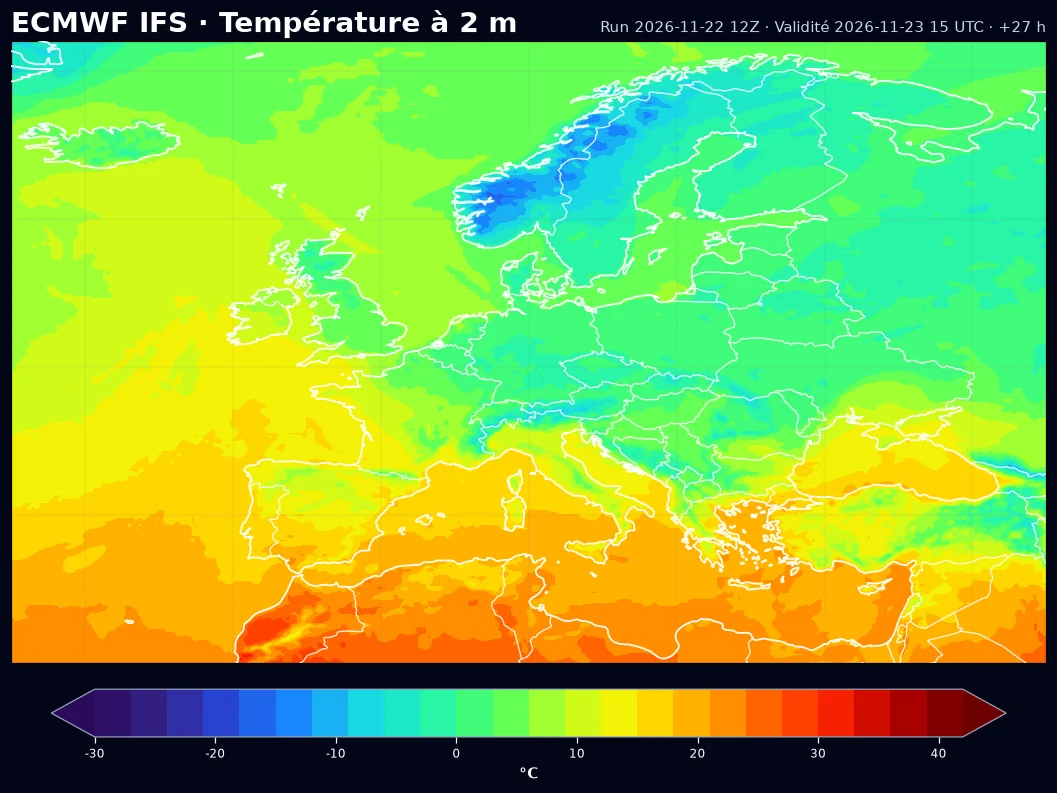 ECMWF IFS · Température à 2 m
Run 2026-11-22 12Z · Validité 2026-11-23 15 UTC · +27 h
-30 -20 -10 0 10 20 30 40
°C